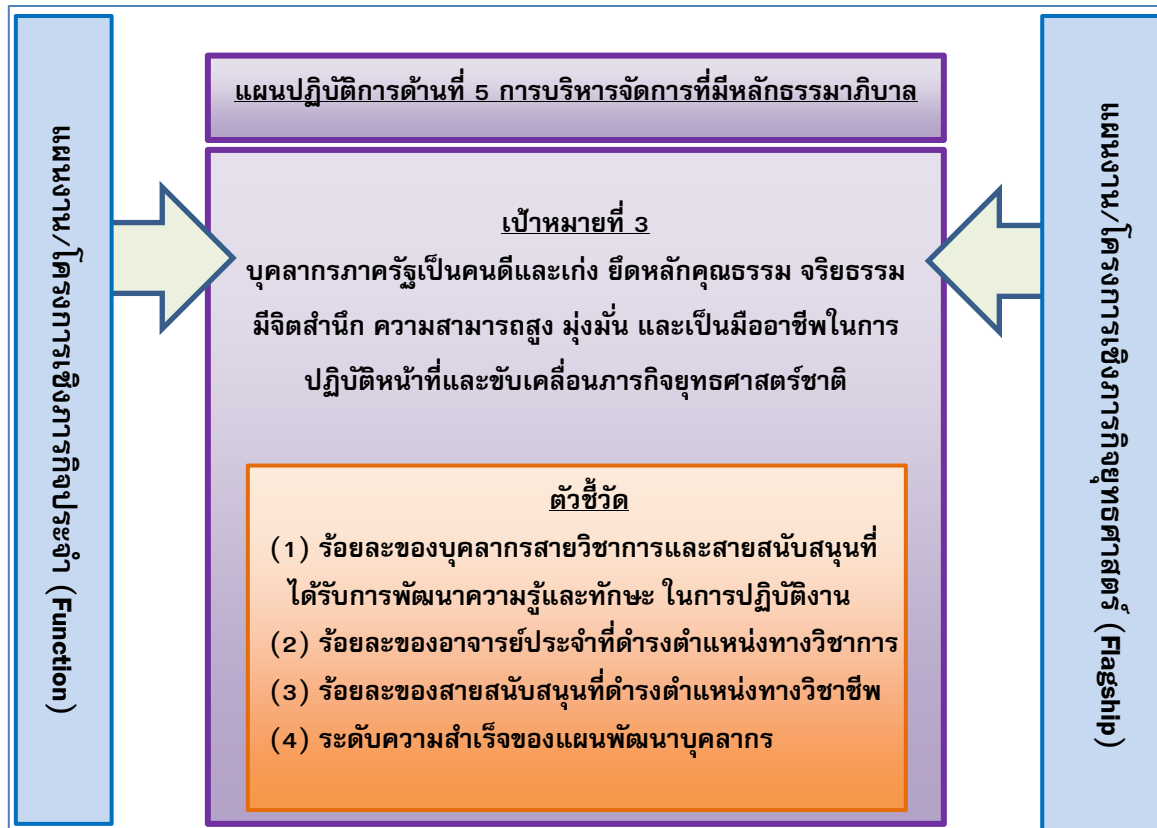 แผนงาน/โครงการเชิงภารกิจประจำ (Function)
แผนปฏิบัติการด้านที่ 5 การบริหารจัดการที่มีหลักธรรมาภิบาล
เป้าหมายที่ 3
บุคลากรภาครัฐเป็นคนดีและเก่ง ยึดหลักคุณธรรม จริยธรรม
มีจิตสำนึก ความสามารถสูง มุ่งมั่น และเป็นมืออาชีพในการ
ปฏิบัติหน้าที่และขับเคลื่อนภารกิจยุทธศาสตร์ชาติ
ตัวชี้วัด
(1) ร้อยละของบุคลากรสายวิชาการและสายสนับสนุนที่
ได้รับการพัฒนาความรู้และทักษะ ในการปฏิบัติงาน
(2) ร้อยละของอาจารย์ประจำที่ดำรงตำแหน่งทางวิชาการ
(3) ร้อยละของสายสนับสนุนที่ดำรงตำแหน่งทางวิชาชีพ
(4) ระดับความสำเร็จของแผนพัฒนาบุคลากร
แผนงาน/โครงการเชิงภารกิจยุทธศาสตร์ (Flagship)